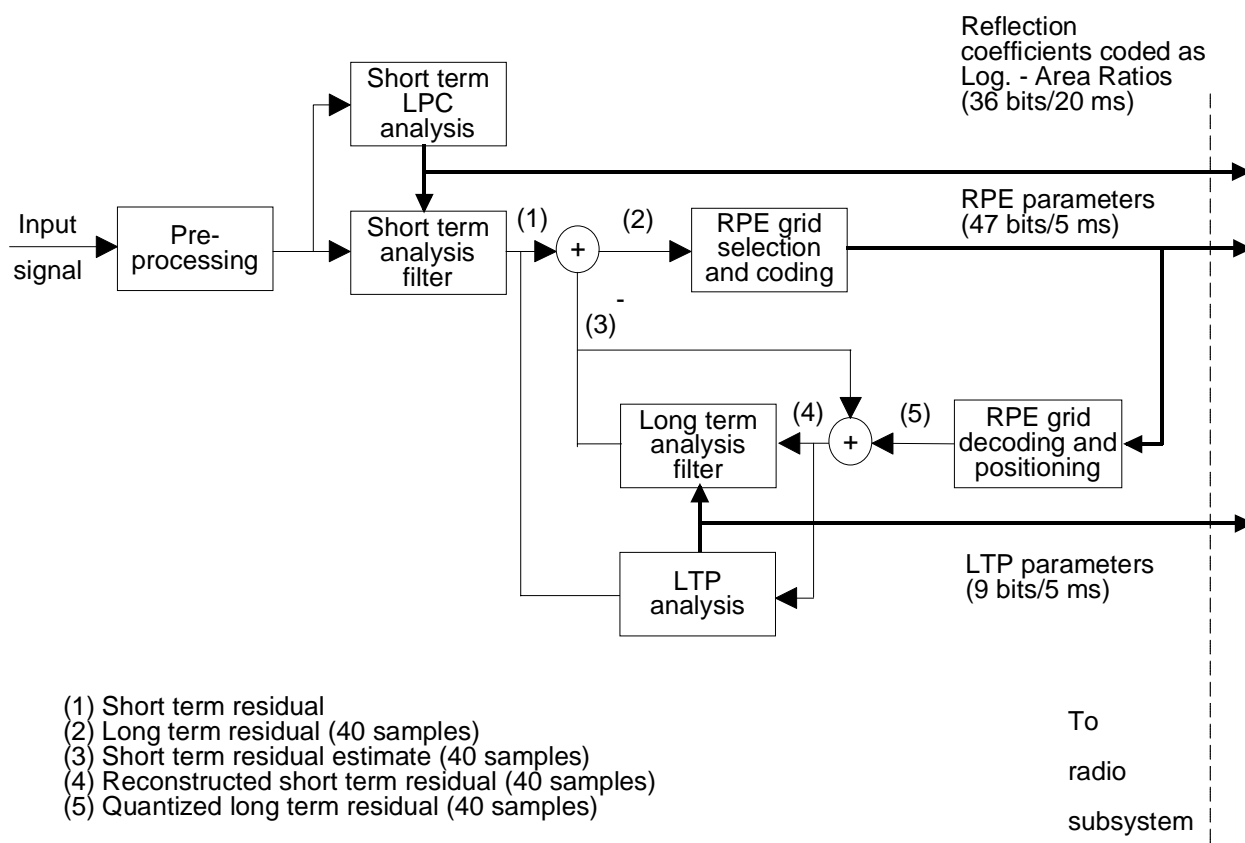 Reflection
coefficients coded as
Log. - Area Ratios
(36 bits/20 ms)
Short term
LPC
analysis
Input
signal
Pre-
processing
Short term
analysis
filter
(1)
+
(2)
RPE grid
selection
and coding
RPE parameters
(47 bits/5 ms)
-
(3)
Long term
analysis
filter
(4)
+
(5)
RPE grid
decoding and
positioning
LTP
analysis
LTP parameters
(9 bits/5 ms)
(1) Short term residual
(2) Long term residual (40 samples)
(3) Short term residual estimate (40 samples)
(4) Reconstructed short term residual (40 samples)
(5) Quantized long term residual (40 samples)
To
radio
subsystem